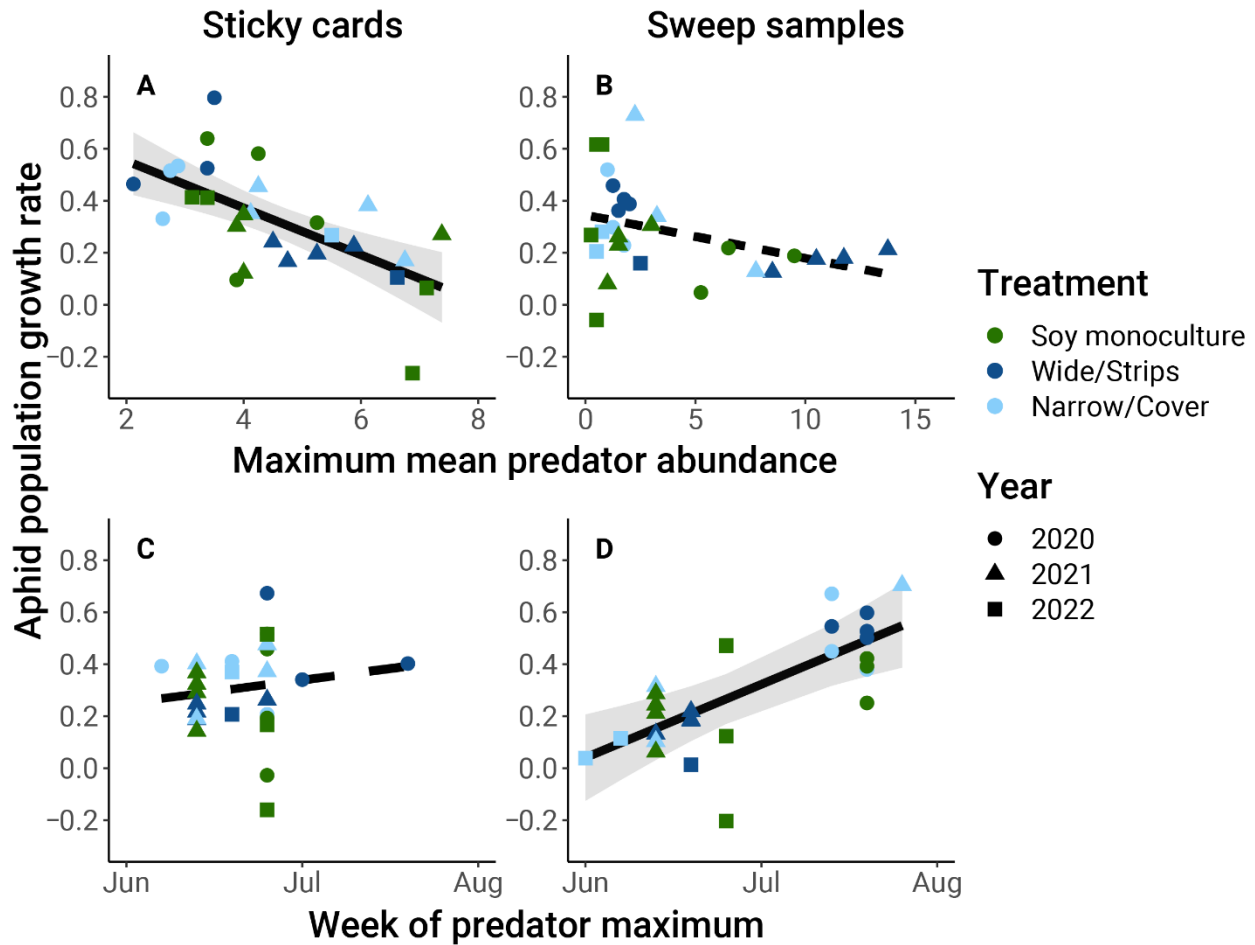 Sticky cards
Sweep samples
Aphid population growth rate
A
0.8
0.6
0.4
0.2
0.0
−0.2
2
4
6
8
B
0.8
0.6
0.4
0.2
0.0
−0.2
0
5
10
15
Maximum mean predator abundance
C
0.8
0.6
0.4
0.2
0.0
−0.2
Jun
Jul
Aug
D
0.8
0.6
0.4
0.2
0.0
−0.2
Jun
Jul
Aug
Week of predator maximum
Treatment
Soy monoculture
Wide/Strips
Narrow/Cover
Year
2020
2021
2022